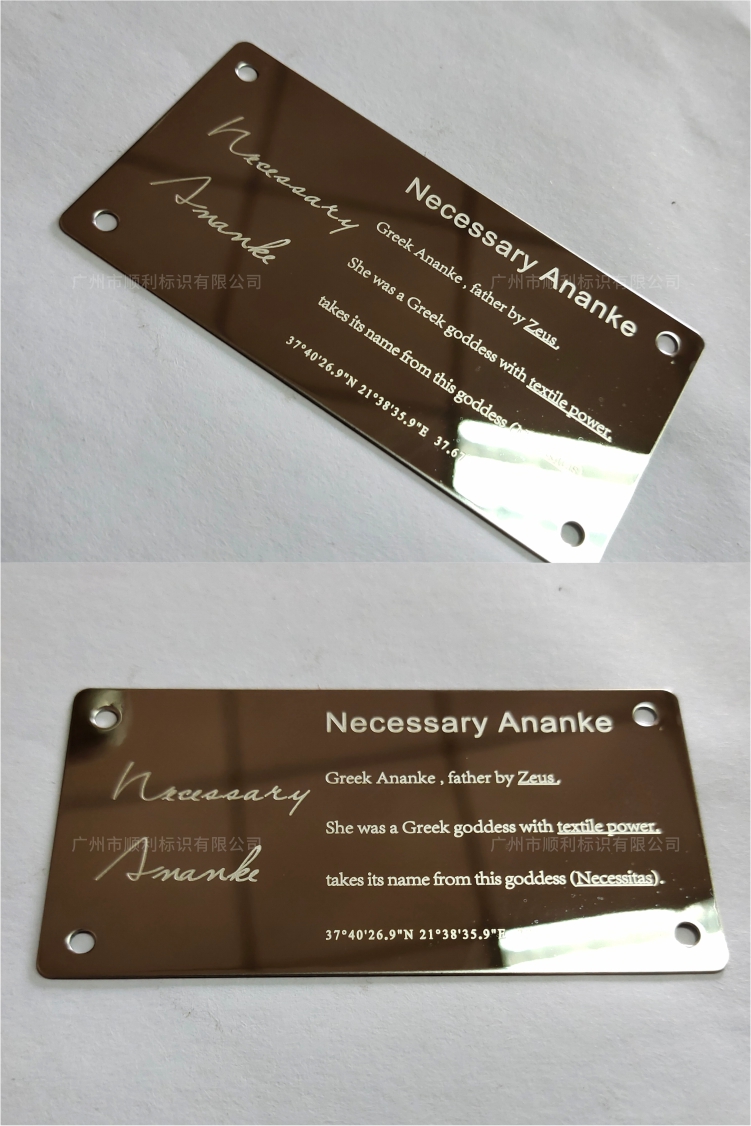 Necessary
Ananke
Necessary Ananke
Greek Ananke , father by Zeus.
She was a Greek goddess with textile power.
takes its name from this goddess (
37°40'26.9"N 21°38'35.9"E 37.67
广州市顺利标识有限公司
广州市顺利标识有限公司
Necessary
Ananke
Necessary Ananke
Greek Ananke , father by Zeus.
She was a Greek goddess with textile power.
takes its name from this goddess (Necessitas).
37°40'26.9"N 21°38'35.9"E
广州市顺利标识有限公司
广州市顺利标识有限公司